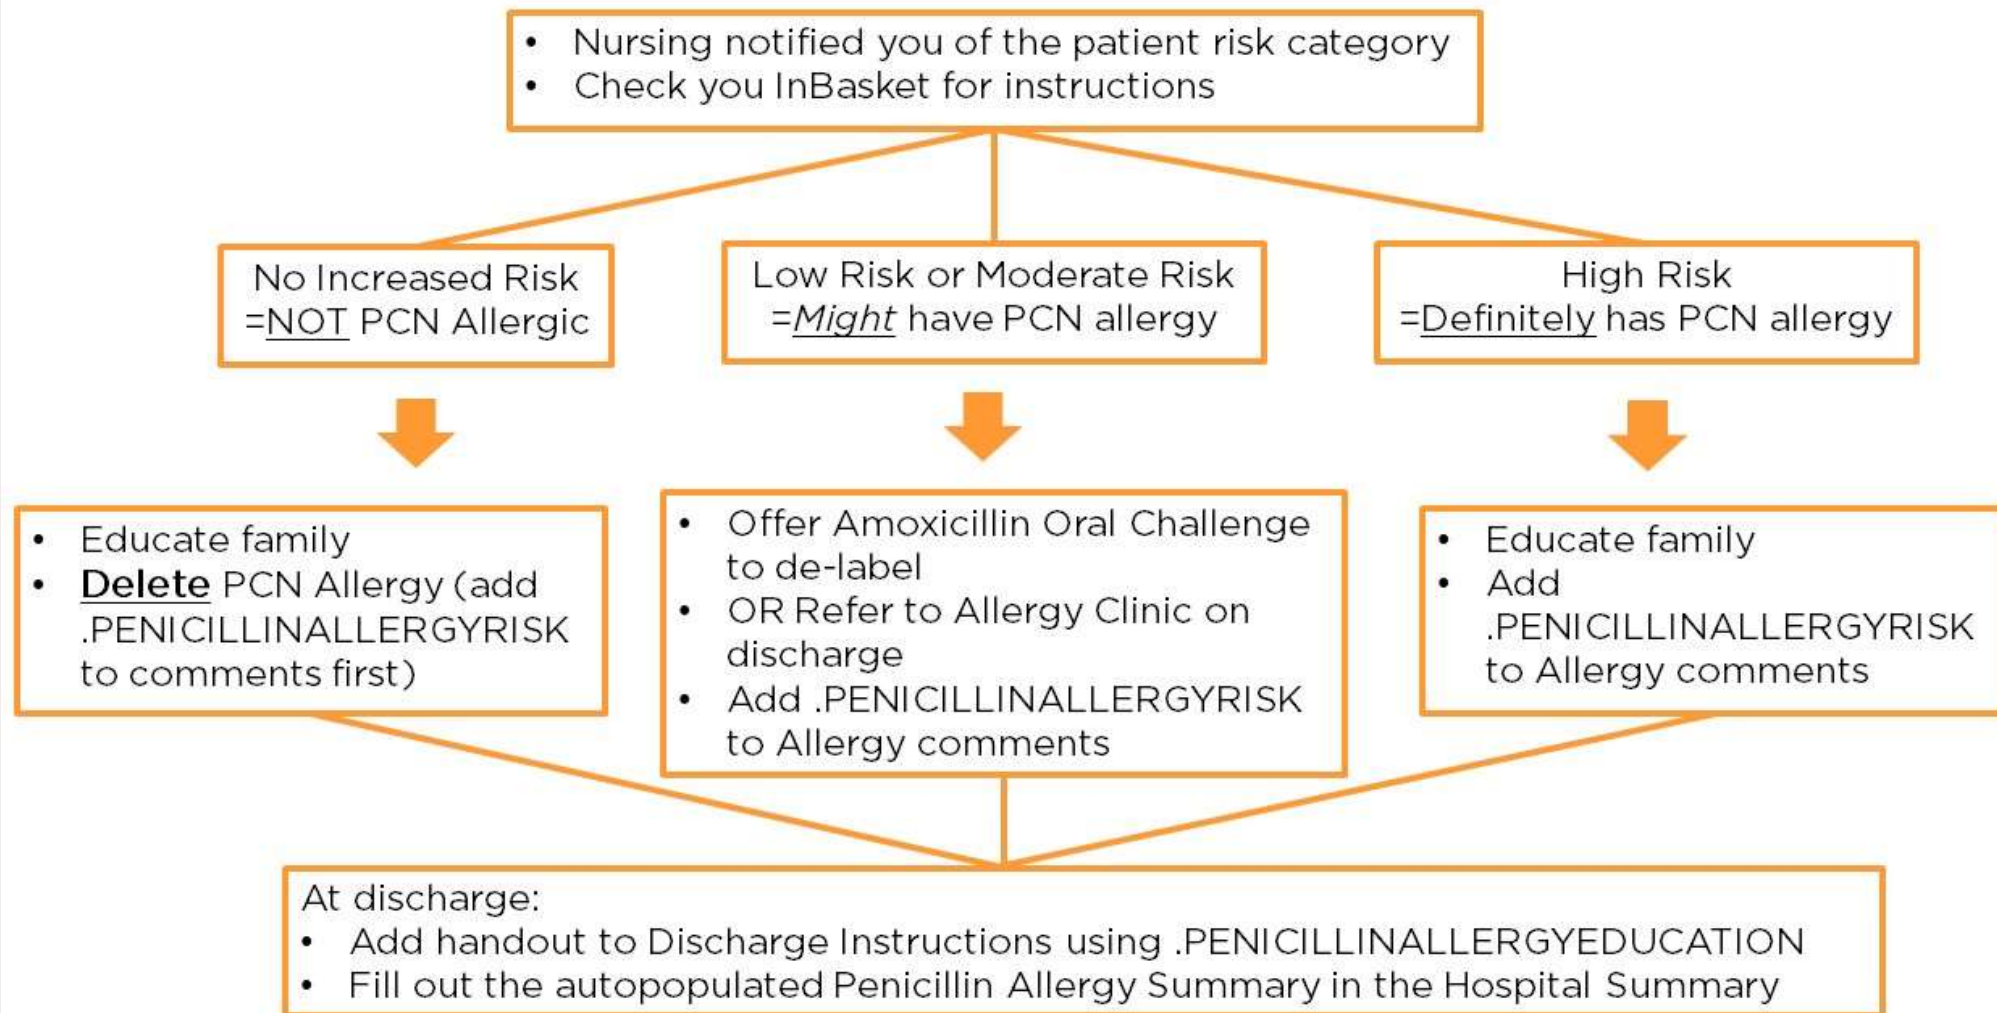 • Nursing notified you of the patient risk category
• Check you InBasket for instructions
No Increased Risk
=NOT PCN Allergic
Low Risk or Moderate Risk
=Might have PCN allergy
High Risk
=Definitely has PCN allergy
• Educate family
• Delete PCN Allergy (add
.PENICILLINALLERGYRISK
to comments first)
• Offer Amoxicillin Oral Challenge
to de-label
• OR Refer to Allergy Clinic on
discharge
• Add .PENICILLINALLERGYRISK
to Allergy comments
• Educate family
• Add
.PENICILLINALLERGYRISK
to Allergy comments
At discharge:
• Add handout to Discharge Instructions using .PENICILLINALLERGYEDUCATION
• Fill out the autopopulated Penicillin Allergy Summary in the Hospital Summary